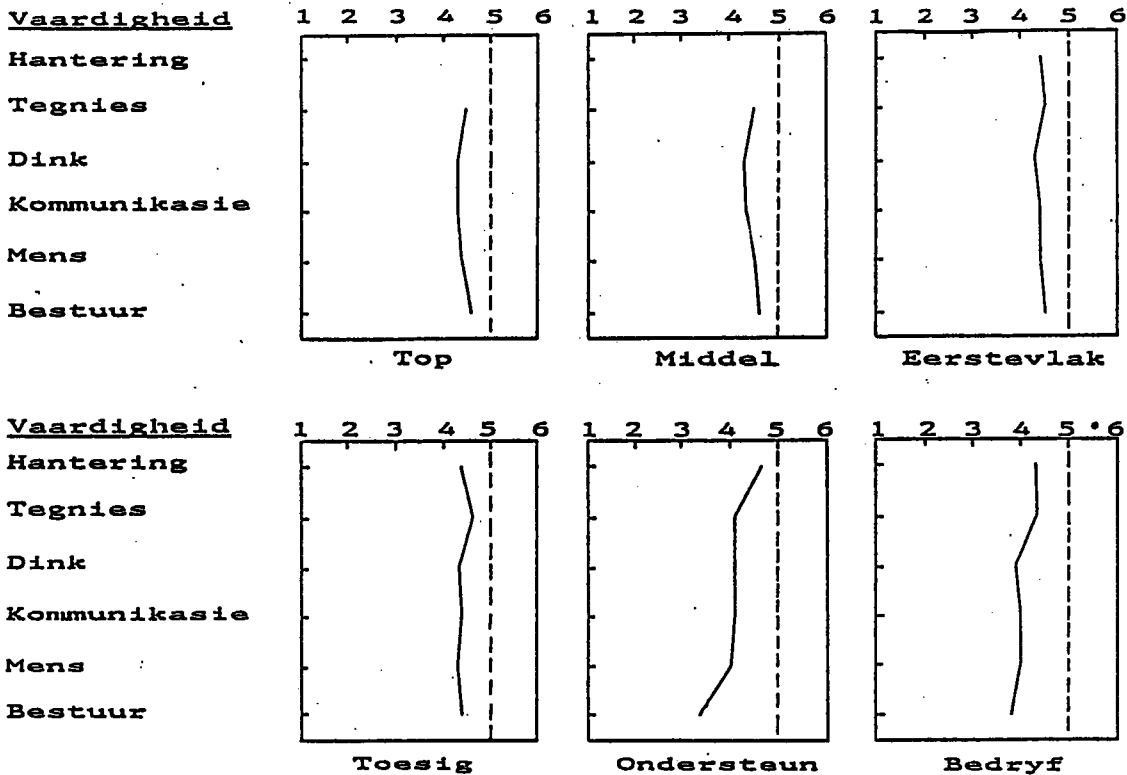 Vaardigheid 1 2 3 4 5 6 1 2 3 4 5 6 1 2 3 4 5 6
Hantering
Tegnies
Dink
Kommunikasie
Mens
Bestuur
Top Middel Eerstevlak
Vaardigheid 1 2 3 4 5 6 1 2 3 4 5 6 1 2 3 4 5 6
Hantering
Tegnies
Dink
Kommunikasie
Mens
Bestuur
Toesig Ondersteun Bedryf